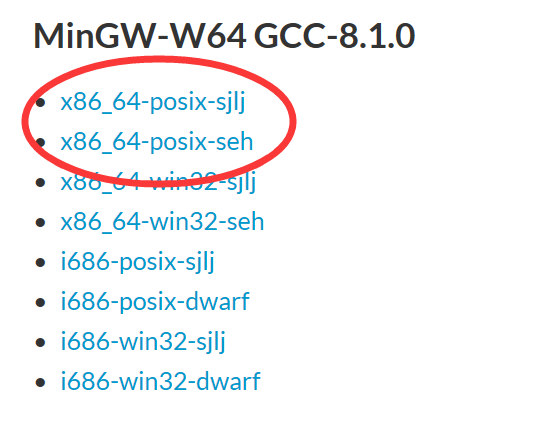 MinGW-W64 GCC-8.1.0
x86_64-posix-sjlj
x86_64-posix-seh
x86_64-win32-sjlj
x86_64-win32-seh
i686-posix-sjlj
i686-posix-dwarf
i686-win32-sjlj
i686-win32-dwarf